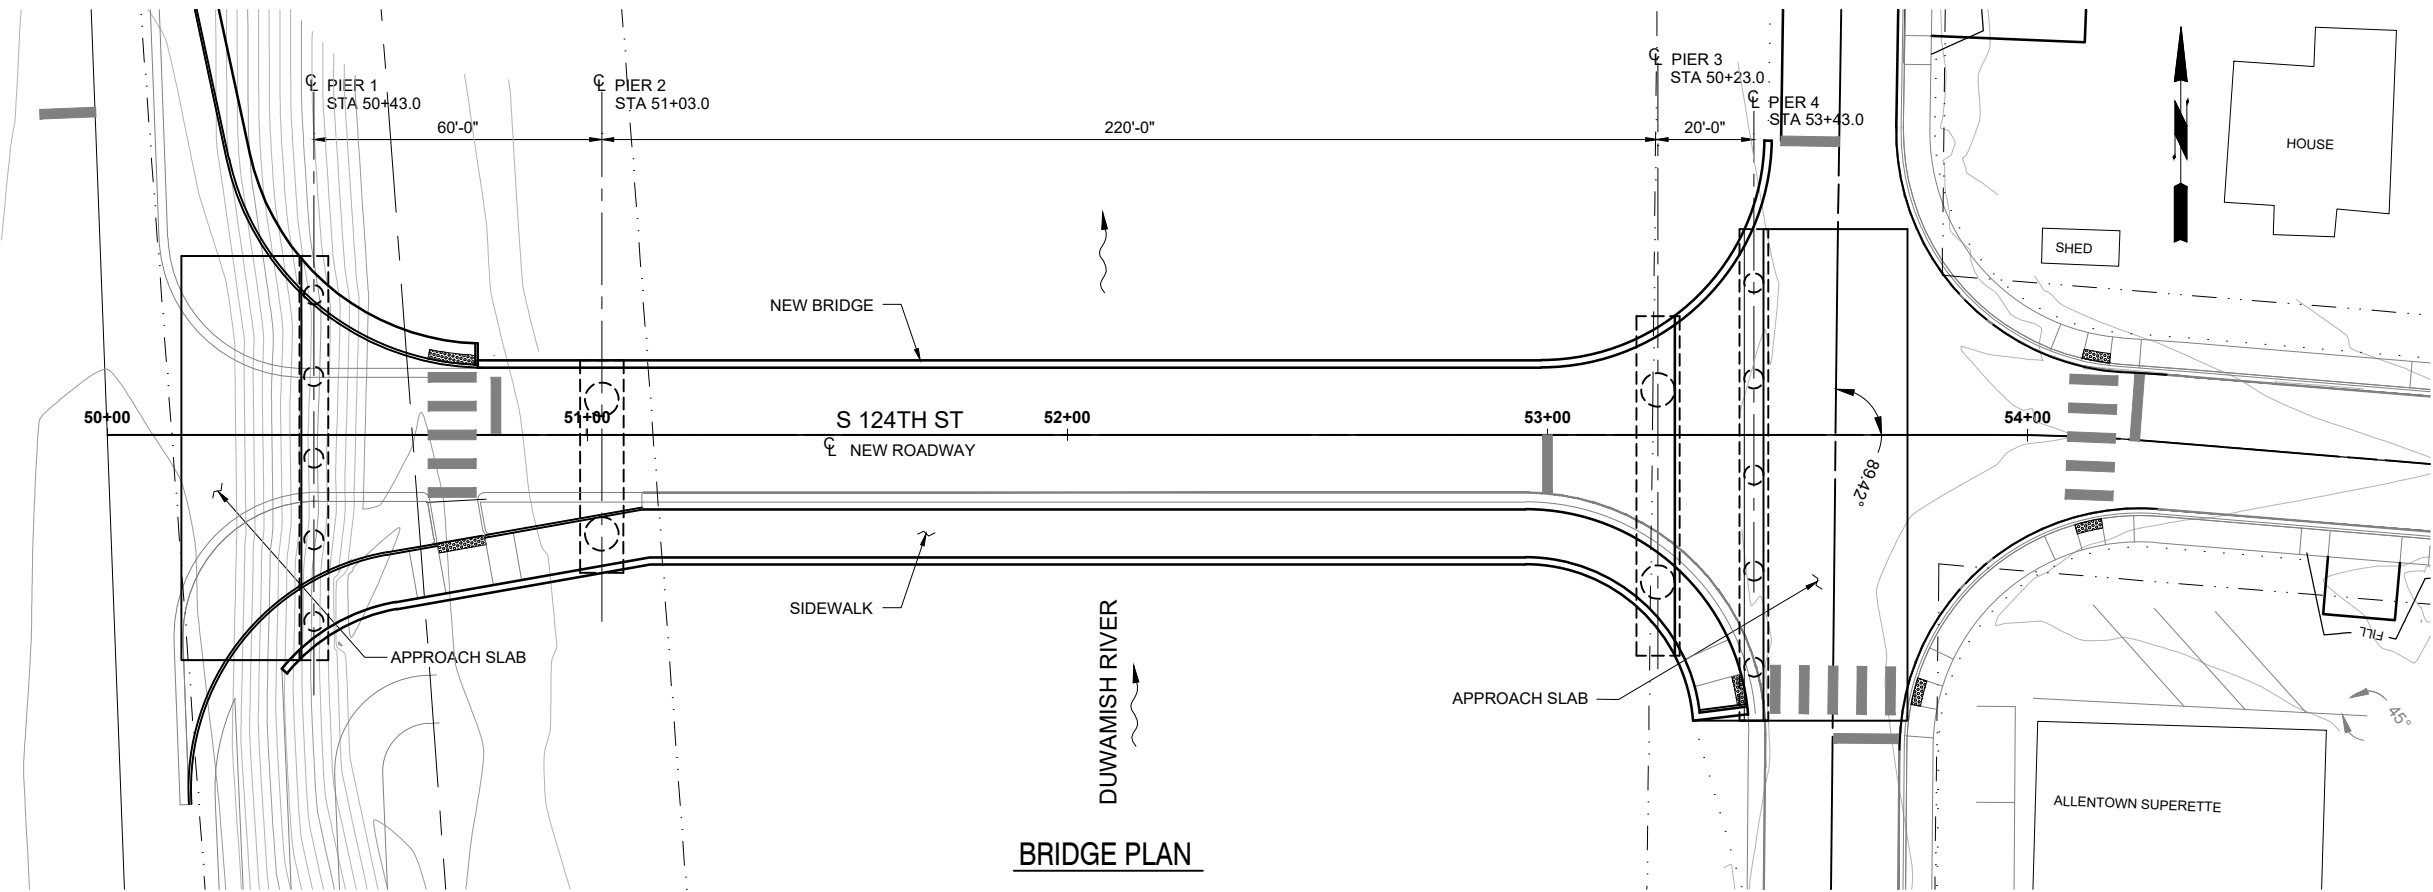 ℄ PIER 1
STA 50+43.0
℄ PIER 2
STA 51+03.0
℄ PIER 3
STA 50+23.0
℄ PIER 4
STA 53+43.0
60'-0"
220'-0"
20'-0"
N
HOUSE
SHED
NEW BRIDGE
50+00
51+00
52+00
53+00
54+00
S 124TH ST
℄ NEW ROADWAY
89.42°
SIDEWALK
APPROACH SLAB
DUWAMISH RIVER
APPROACH SLAB
FILL
45°
ALLENTOWN SUPERETTE
BRIDGE PLAN